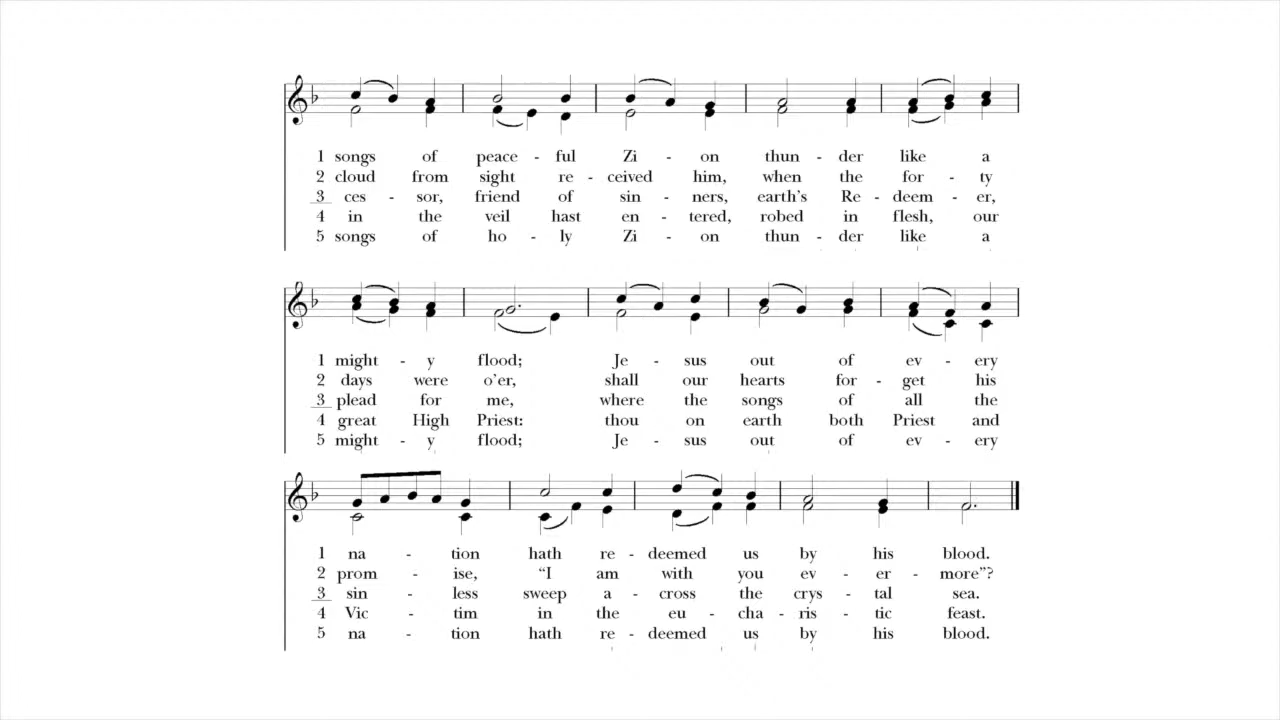 1 songs of peace - ful Zi - on thun - der like a
2 cloud from sight re - ceived him, when the for - ty
3 ces - sor, friend of sin - ners, earth's Re - deem - er,
4 in the veil hast en - tered, robed in flesh, our
5 songs of ho - ly Zi - on thun - der like a
1 might - y flood; Je - sus out of ev - ery
2 days were o'er, shall our hearts for - get his
3 plead for me, where the songs of all the
4 great High Priest: thou on earth both Priest and
5 might - y flood; Je - sus out of ev - ery
1 na - tion hath re - deemed us by his blood.
2 prom - ise, “I am with you ev - er - more”?
3 sin - less sweep a - cross the crys - tal sea.
4 Vic - tim in the eu - cha - ris - tic feast.
5 na - tion hath re - deemed us by his blood.